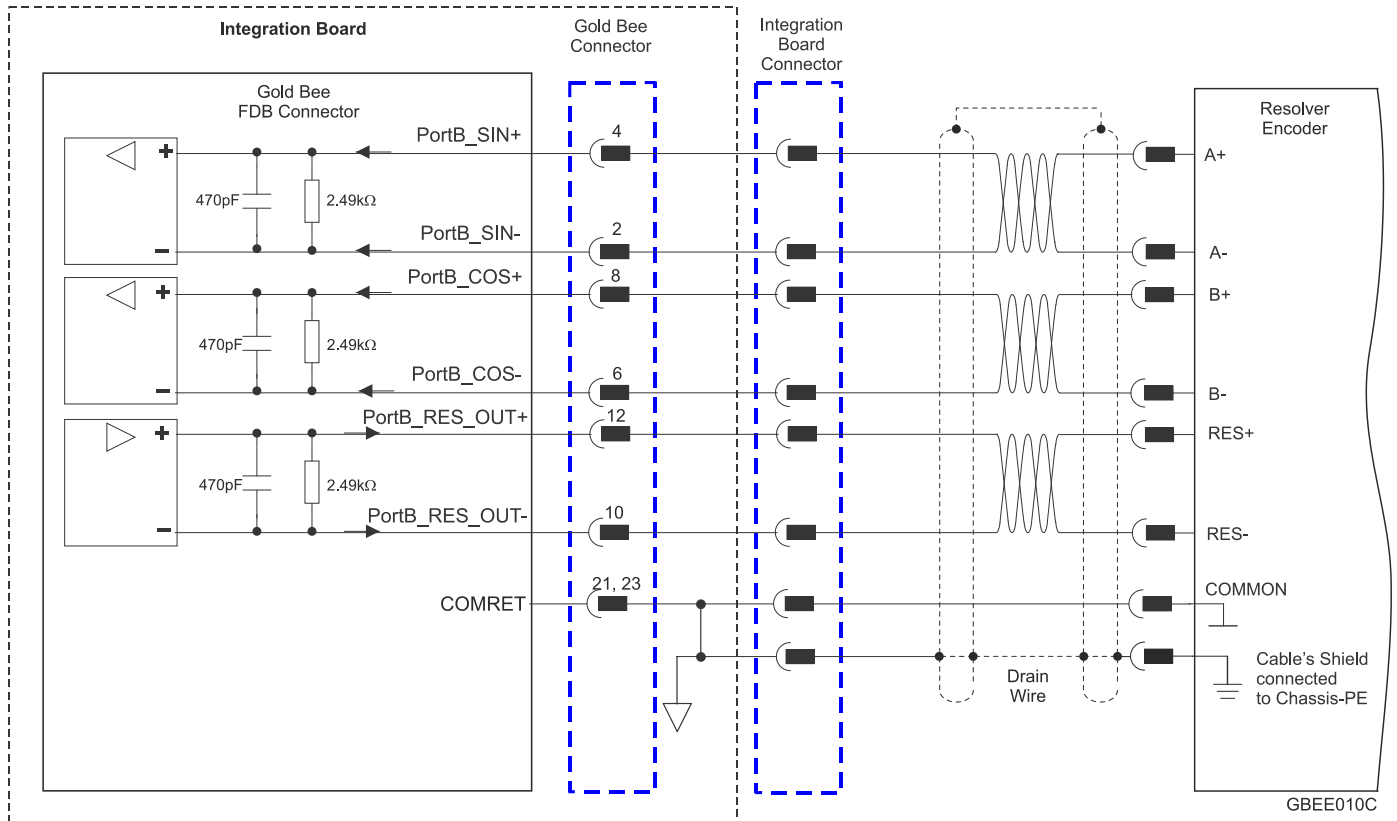 Integration Board
Gold Bee
Connector
Integration
Board
Connector
Gold Bee
FDB Connector
Resolver
Encoder
PortB_SIN+
4
A+
+
470pF
2.49kΩ
-
PortB_SIN-
2
A-
PortB_COS+
8
B+
+
470pF
2.49kΩ
-
PortB_COS-
6
B-
PortB_RES_OUT+
12
RES+
+
470pF
2.49kΩ
-
PortB_RES_OUT-
10
RES-
COMRET
21, 23
COMMON
Drain
Wire
Cable's Shield
connected
to Chassis-PE
GBEE010C